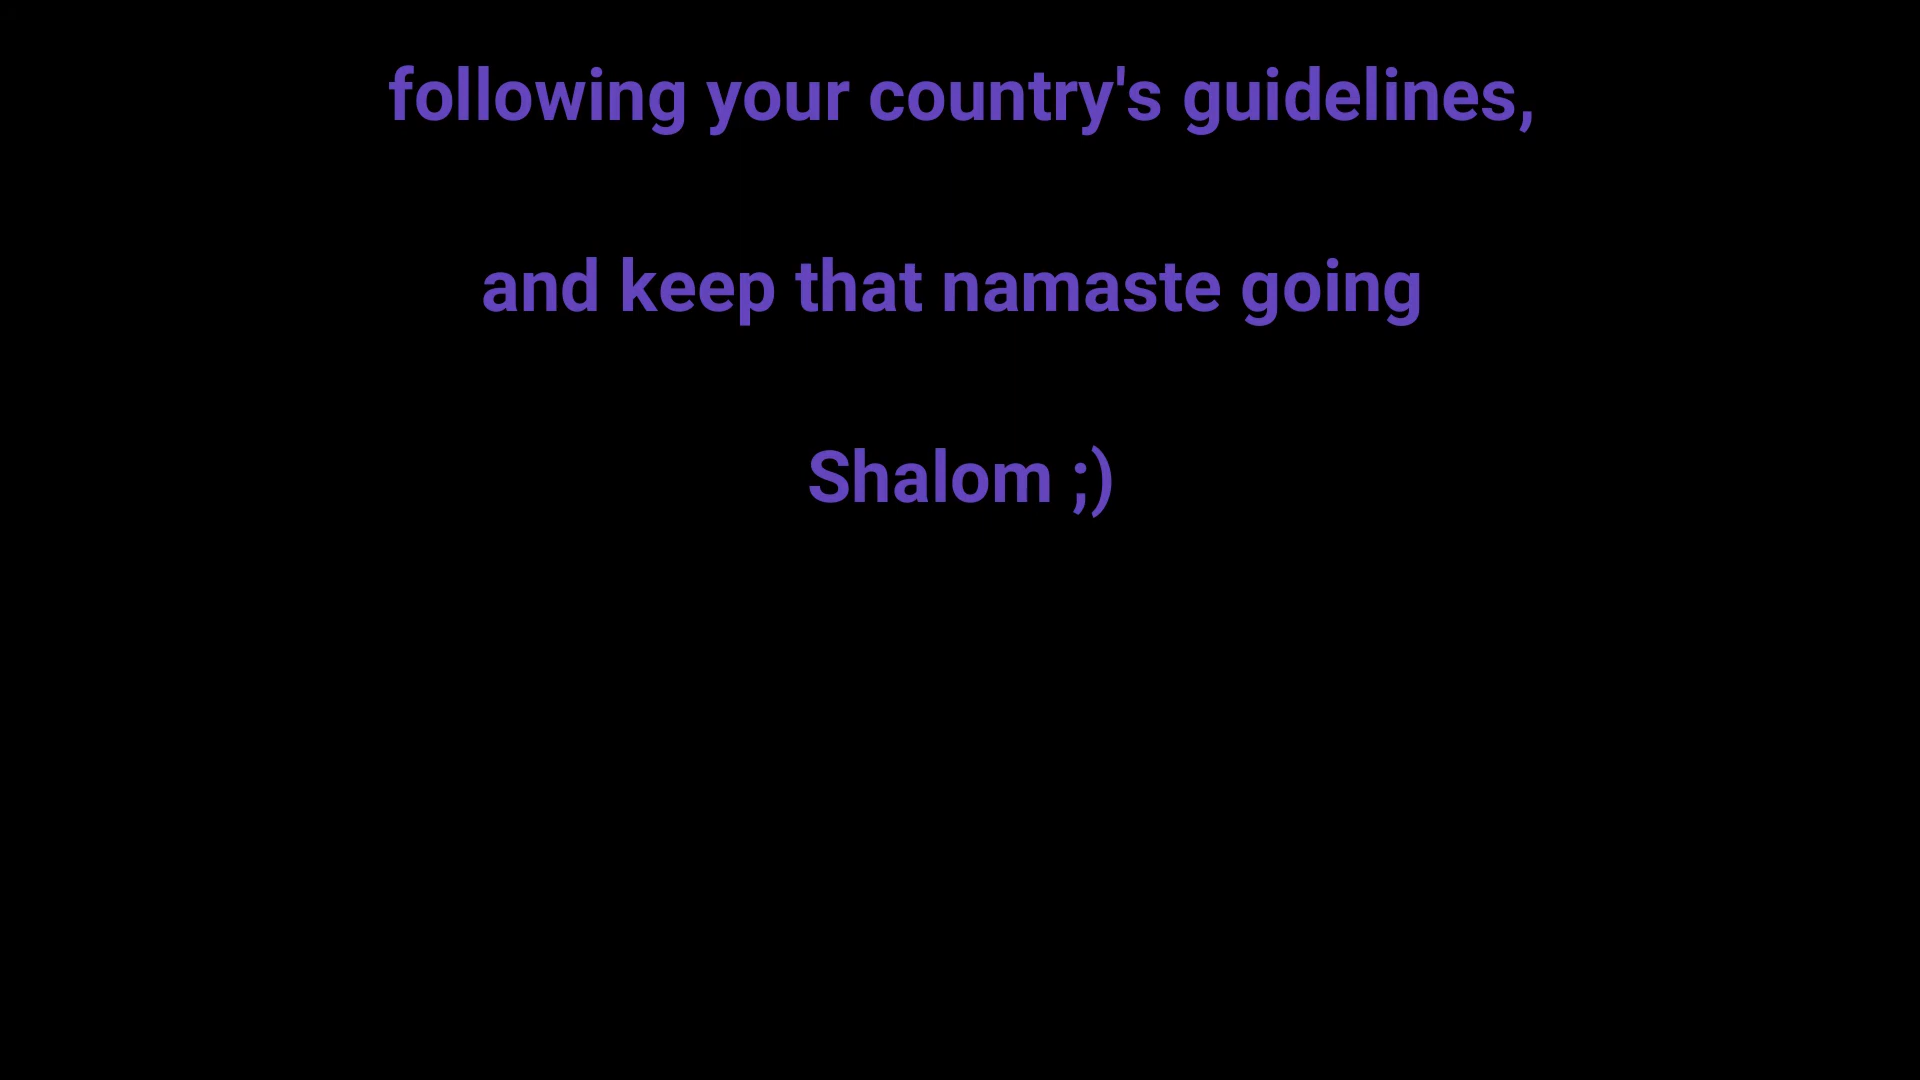 following your country's guidelines,
and keep that namaste going
Shalom ;)